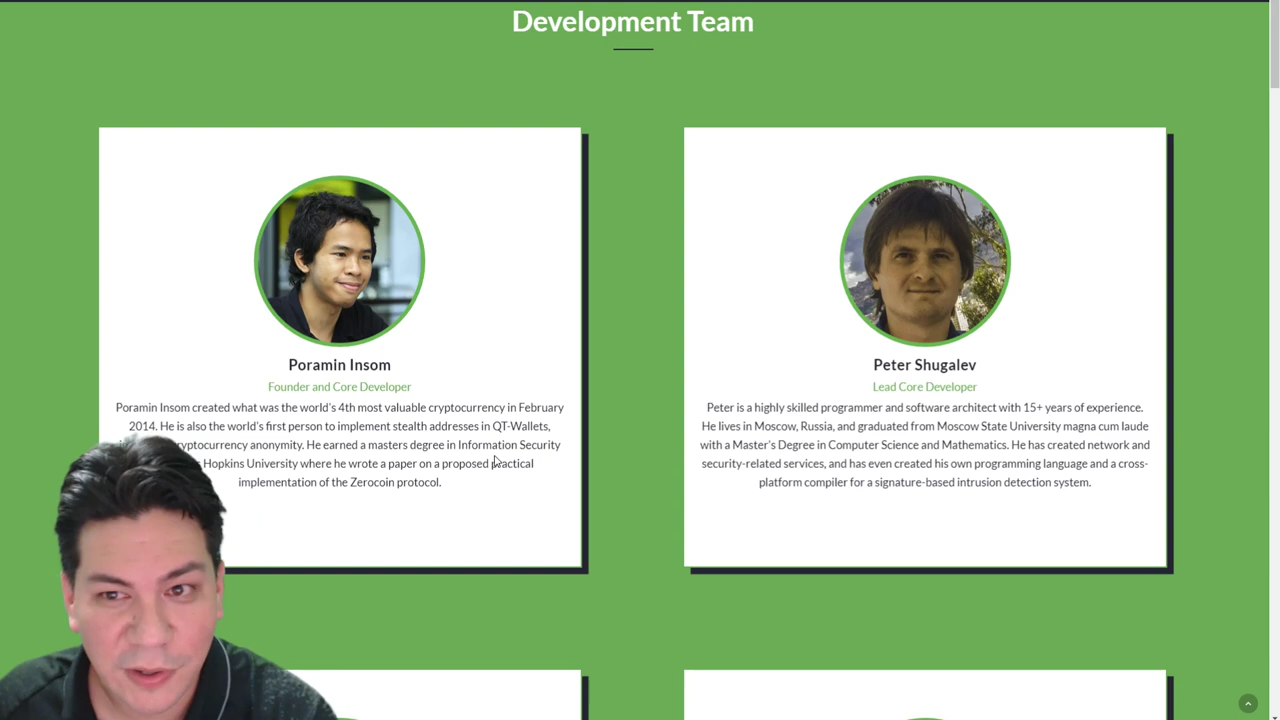 Development Team
Poramin Insom
Founder and Core Developer
Poramin Insom created what was the world's 4th most valuable cryptocurrency in February
2014. He is also the world's first person to implement stealth addresses in QT-Wallets,
cryptocurrency anonymity. He earned a masters degree in Information Security
Hopkins University where he wrote a paper on a proposed practical
implementation of the Zerocoin protocol.
Peter Shugalev
Lead Core Developer
Peter is a highly skilled programmer and software architect with 15+ years of experience.
He lives in Moscow, Russia, and graduated from Moscow State University magna cum laude
with a Master's Degree in Computer Science and Mathematics. He has created network and
security-related services, and has even created his own programming language and a cross-
platform compiler for a signature-based intrusion detection system.